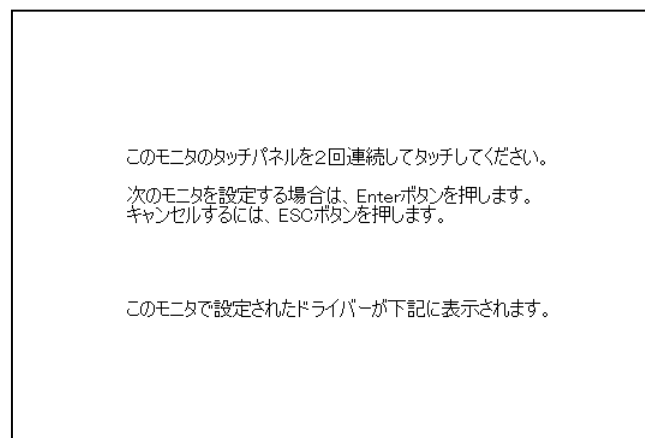 このモニタのタッチパネルを２回連続してタッチしてください。
次のモニタを設定する場合は、Enterボタンを押します。
キャンセルするには、ESCボタンを押します。
このモニタで設定されたドライバーが下記に表示されます。